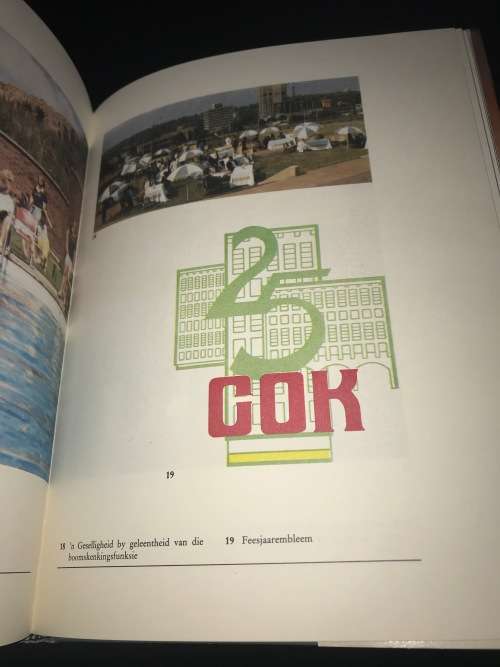 25
COK
19
18 'n Geselligheid by geleentheid van die
boomskenkingsfunksie
19 Feesjaarembleem